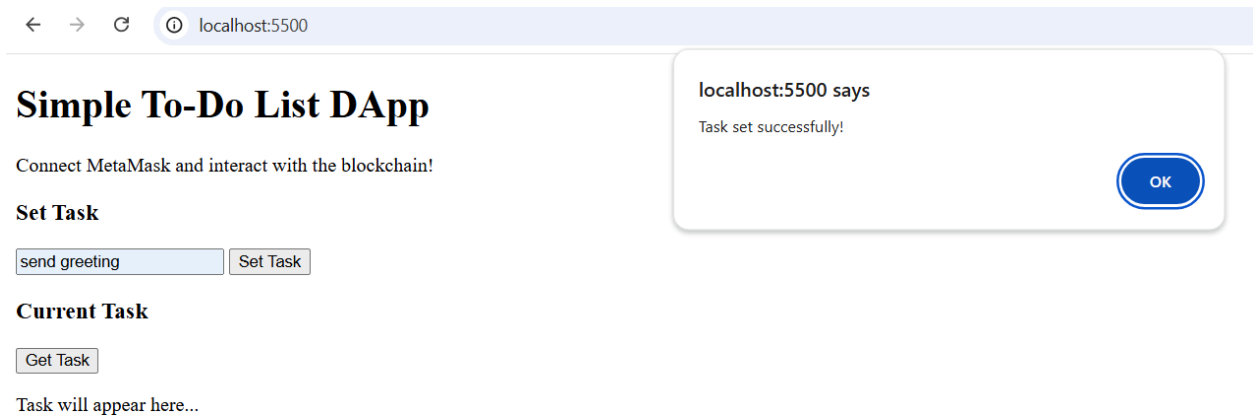 localhost:5500
localhost:5500 says
Task set successfully!
OK
Simple To-Do List DApp
Connect MetaMask and interact with the blockchain!
Set Task
send greeting Set Task
Current Task
Get Task
Task will appear here...